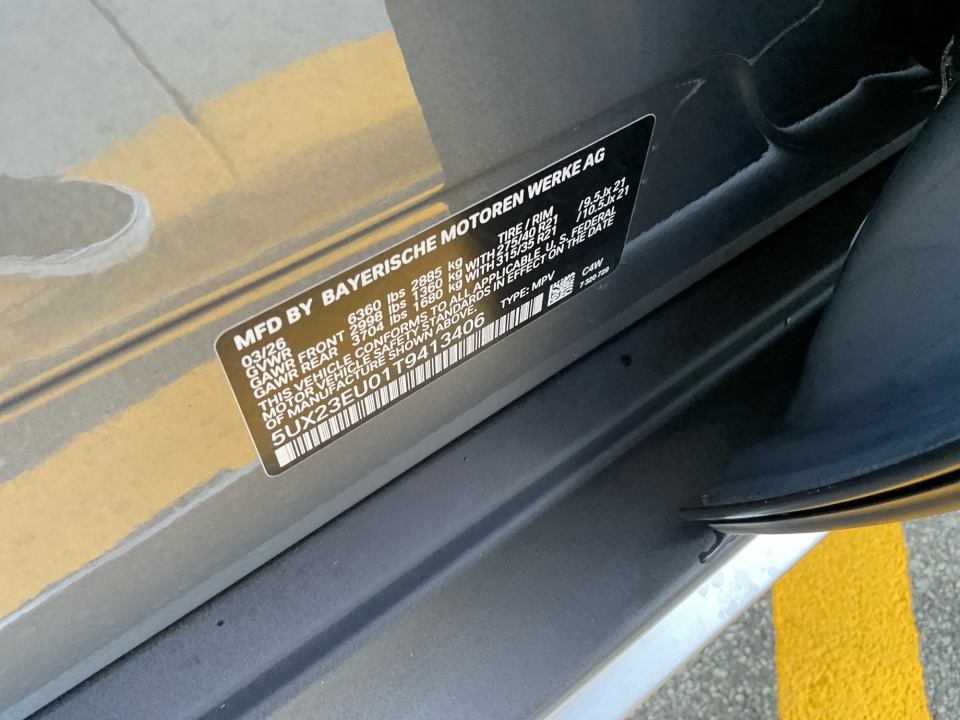 MFD BY BAYERISCHE MOTOREN WERKE AG
03/26 TIRE / RIM
GVWR 6360 lbs 2885 kg
GAWR FRONT 2998 lbs 1360 kg WITH 275/40 R21 /9.5Jx21
GAWR REAR 3704 lbs 1680 kg WITH 315/35 R21 /10.5Jx21
THIS VEHICLE CONFORMS TO ALL APPLICABLE U. S. FEDERAL
MOTOR VEHICLE SAFETY STANDARDS IN EFFECT ON THE DATE
OF MANUFACTURE SHOWN ABOVE.
5UX23EU01T9413406 TYPE: MPV C4W
7 320 729